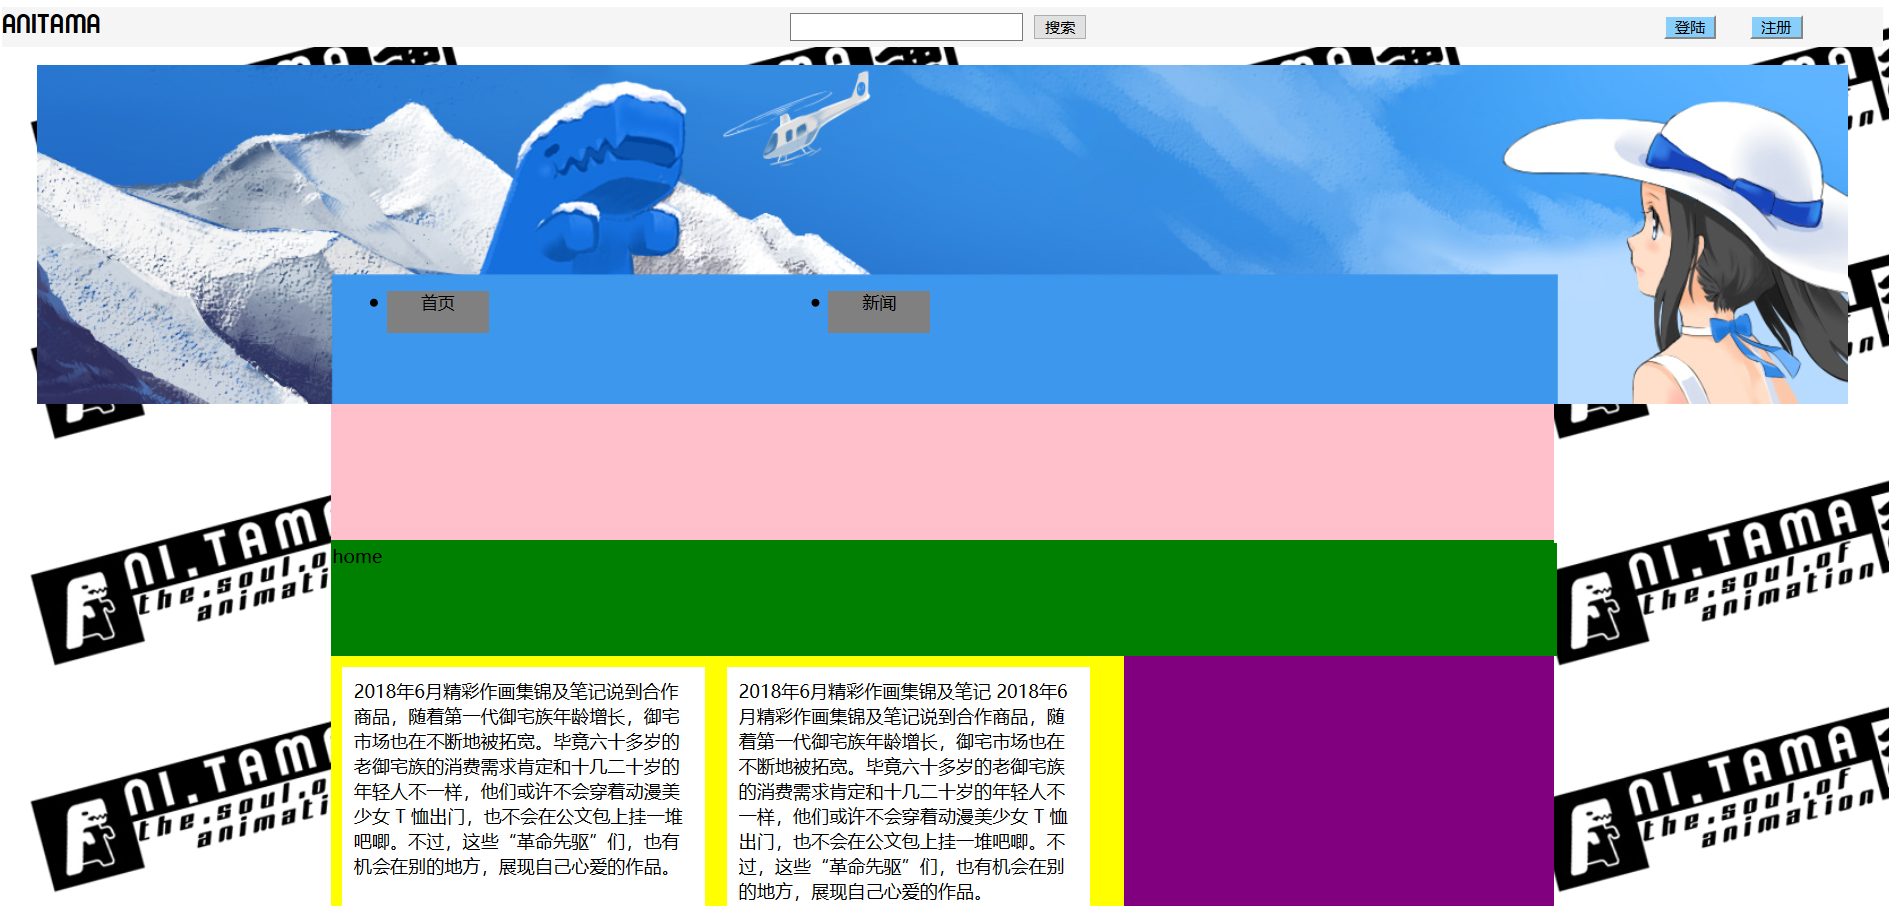 ANITAMA
搜索
登陆
注册
首页
新闻
home
2018年6月精彩作画集锦及笔记说到合作
商品，随着第一代御宅族年龄增长，御宅
市场也在不断地被拓宽。毕竟六十多岁的
老御宅族的消费需求肯定和十几二十岁的
年轻人不一样，他们或许不会穿着动漫美
少女 T 恤出门，也不会在公文包上挂一堆
吧唧。不过，这些“革命先驱”们，也有
机会在别的地方，展现自己心爱的作品。
2018年6月精彩作画集锦及笔记 2018年6
月精彩作画集锦及笔记说到合作商品，随
着第一代御宅族年龄增长，御宅市场也在
不断地被拓宽。毕竟六十多岁的老御宅族
的消费需求肯定和十几二十岁的年轻人不
一样，他们或许不会穿着动漫美少女 T 恤
出门，也不会在公文包上挂一堆吧唧。不
过，这些“革命先驱”们，也有机会在别
的地方，展现自己心爱的作品。
NI.TAM
the.soul.o
animati
NI.TAMA
the.soul.of
animation
NI.TAM
the.soul.o
animati
NI.TAMA
the.soul.of
animation